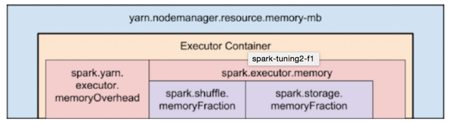 yarn.nodemanager.resource.memory-mb
Executor Container
spark-tuning2-f1
spark.yarn.
executor.
memoryOverhead
spark.executor.memory
spark.shuffle.
memoryFraction
spark.storage.
memoryFraction